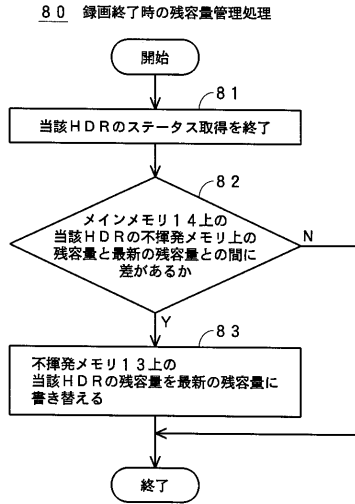 ８０ 録画終了時の残容量管理処理
開始
８１
当該ＨＤＲのステータス取得を終了
８２
メインメモリ１４上の
当該ＨＤＲの不揮発メモリ上の
残容量と最新の残容量との間に
差があるか
Ｎ
Ｙ
８３
不揮発メモリ１３上の
当該ＨＤＲの残容量を最新の残容量に
書き替える
終了